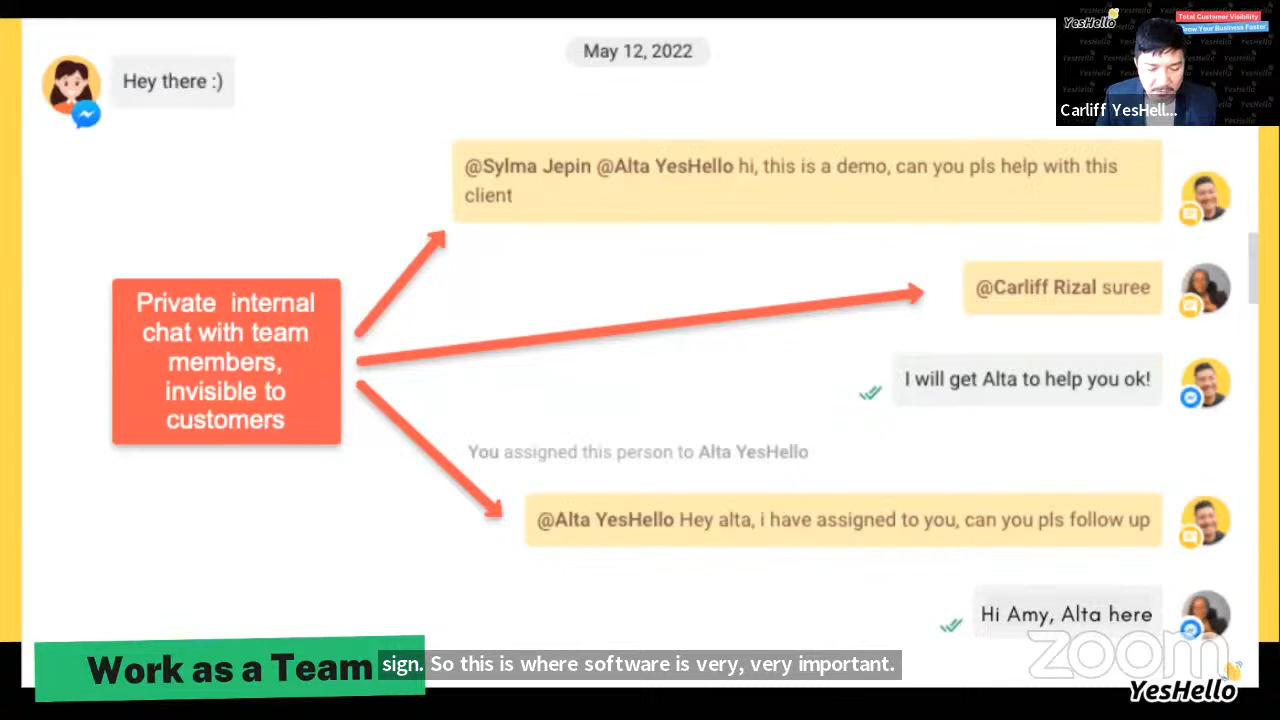 YesHello
Total Customer Visibility
Grow Your Business Faster
May 12, 2022
Hey there :)
Carliff YesHell...
@Sylma Jepin @Alta YesHello hi, this is a demo, can you pls help with this
client
@Carliff Rizal suree
Private internal
chat with team
members,
invisible to
customers
I will get Alta to help you ok!
You assigned this person to Alta YesHello
@Alta YesHello Hey alta, i have assigned to you, can you pls follow up
Hi Amy, Alta here
zoom
Work as a Team
sign. So this is where software is very, very important.
YesHello